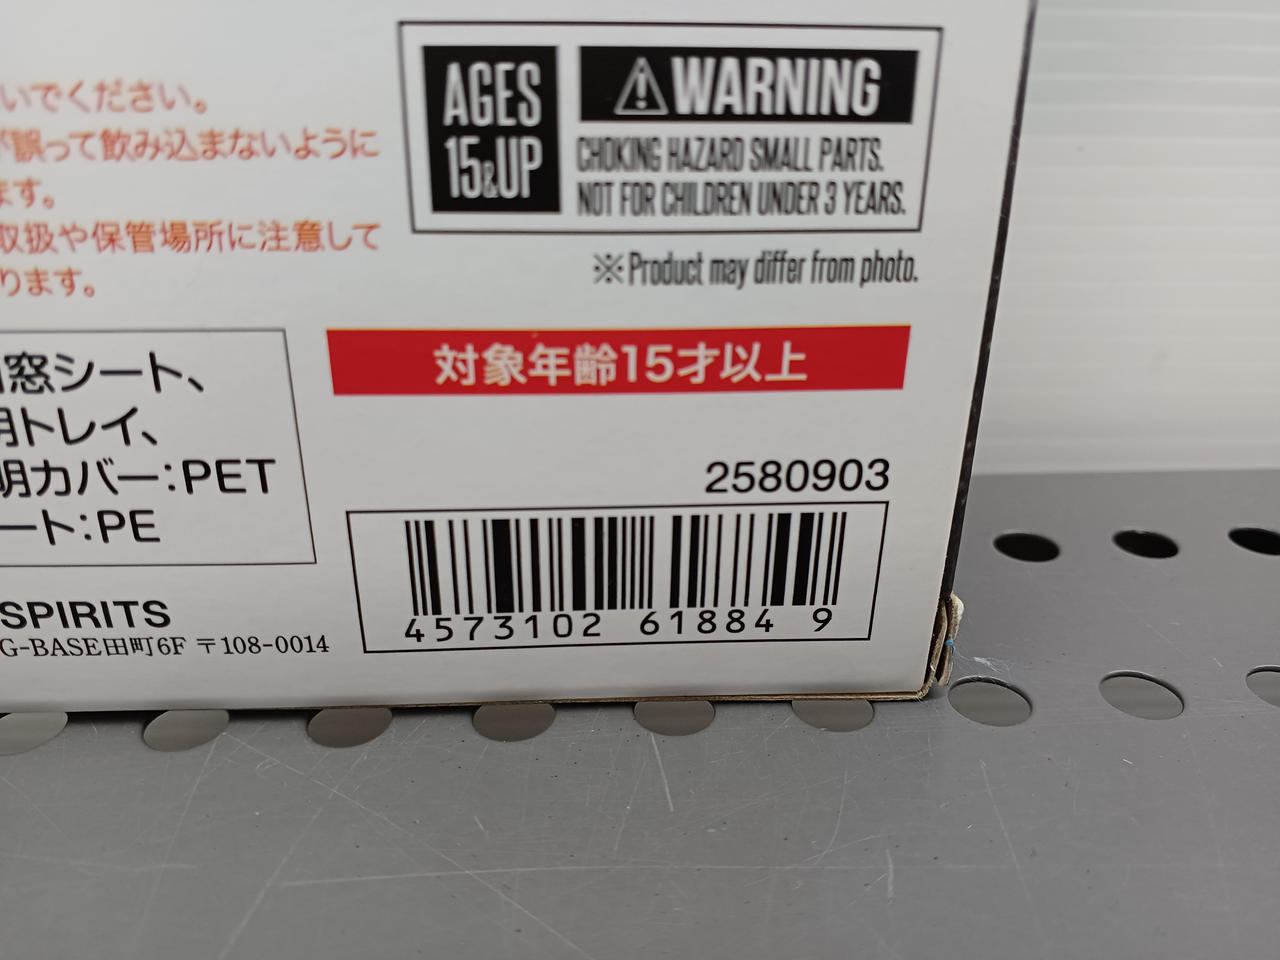 いでください。
が誤って飲み込まないように
ます。
取扱や保管場所に注意して
ります。
AGES
15&UP
⚠WARNING
CHOKING HAZARD SMALL PARTS.
NOT FOR CHILDREN UNDER 3 YEARS.
※Product may differ from photo.
窓シート、
明トレイ、
明カバー:PET
ート:PE
対象年齢15才以上
2580903
4573102 61884 9
SPIRITS
G-BASE田町6F 〒108-0014